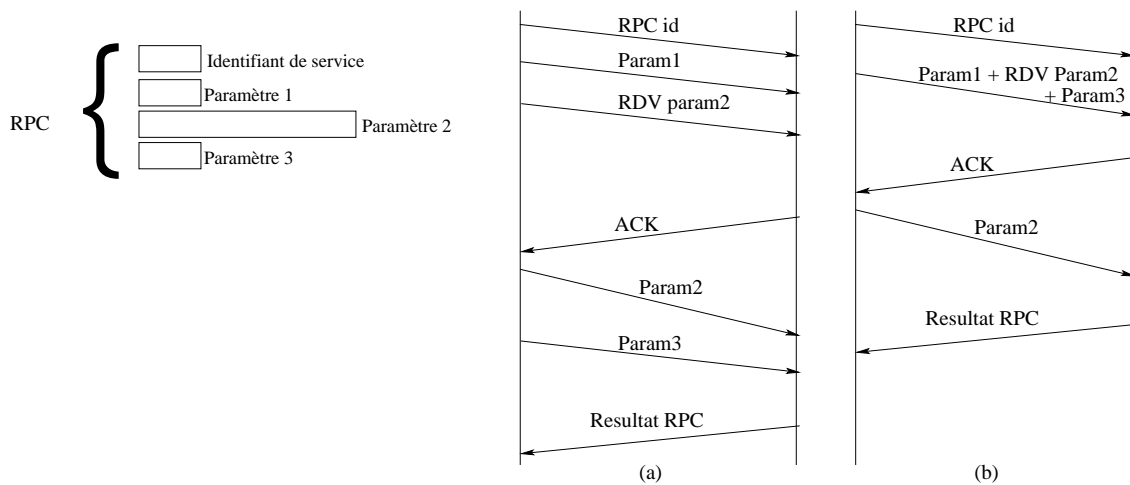 RPC
Identifiant de service
Paramètre 1
Paramètre 2
Paramètre 3
RPC id
Param1
RDV param2
ACK
Param2
Param3
Resultat RPC
(a)
RPC id
Param1 + RDV Param2
+ Param3
ACK
Param2
Resultat RPC
(b)